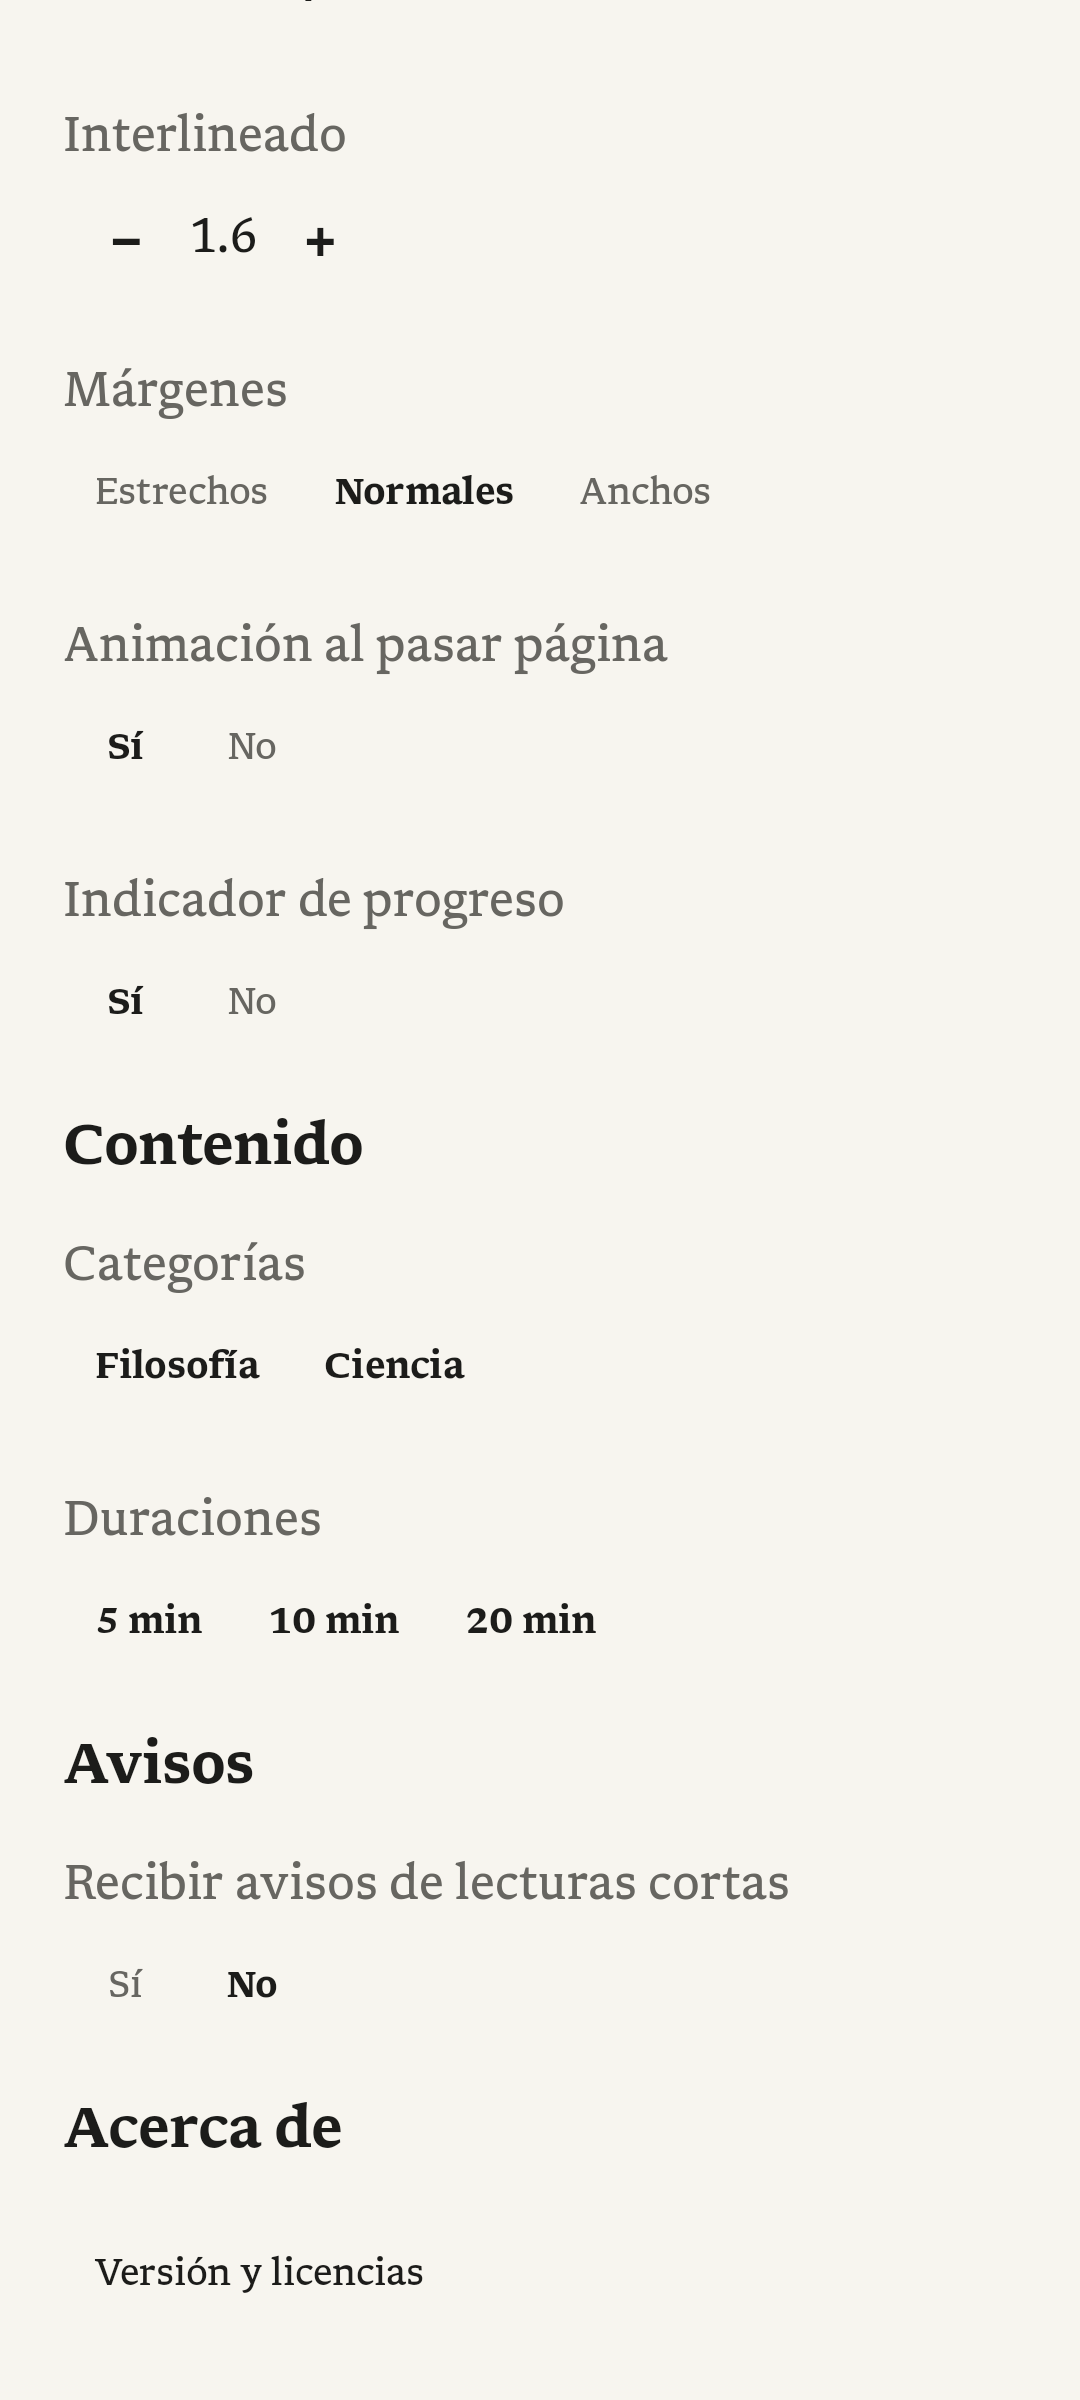 Interlineado
– 1.6 +
Márgenes
Estrechos Normales Anchos
Animación al pasar página
Sí No
Indicador de progreso
Sí No
Contenido
Categorías
Filosofía Ciencia
Duraciones
5 min 10 min 20 min
Avisos
Recibir avisos de lecturas cortas
Sí No
Acerca de
Versión y licencias